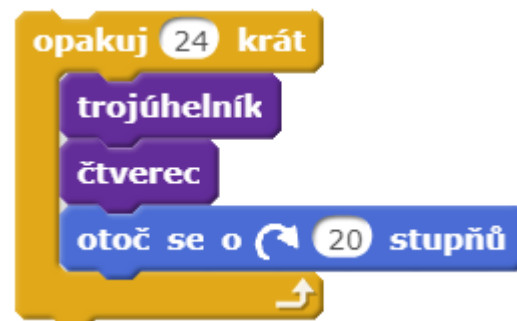 opakuj 24 krát
trojúhelník
čtverec
otoč se o 20 stupňů